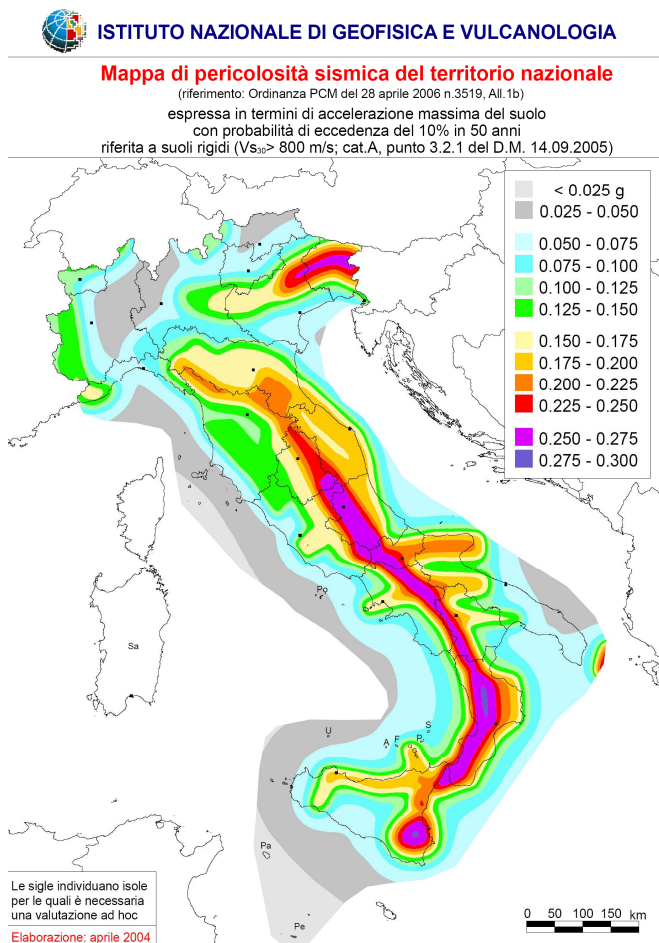 ISTITUTO NAZIONALE DI GEOFISICA E VULCANOLOGIA
Mappa di pericolosità sismica del territorio nazionale
(riferimento: Ordinanza PCM del 28 aprile 2006 n.3519, All.1b)
espressa in termini di accelerazione massima del suolo
con probabilità di eccedenza del 10% in 50 anni
riferita a suoli rigidi (Vs30> 800 m/s; cat.A, punto 3.2.1 del D.M. 14.09.2005)
< 0.025 g
0.025 - 0.050
0.050 - 0.075
0.075 - 0.100
0.100 - 0.125
0.125 - 0.150
0.150 - 0.175
0.175 - 0.200
0.200 - 0.225
0.225 - 0.250
0.250 - 0.275
0.275 - 0.300
Po
Sa
S
U
A F P
Pa
Pe
Le sigle individuano isole
per le quali è necessaria
una valutazione ad hoc
Elaborazione: aprile 2004
0 50 100 150 km